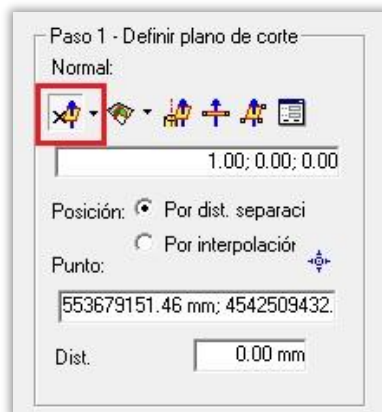 Paso 1 - Definir plano de corte
Normal:
1.00; 0.00; 0.00
Posición: Por dist. separaci
Por interpolaciór
Punto:
553679151.46 mm; 4542509432.
Dist. 0.00 mm